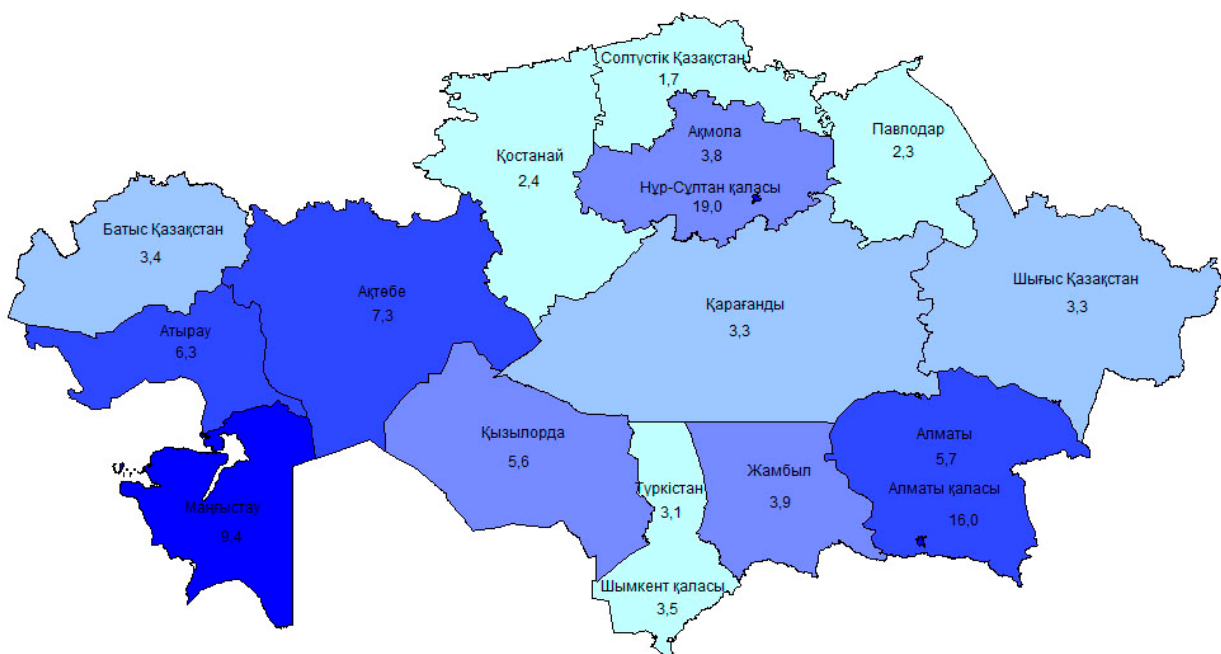 Солтүстік Қазақстан
1,7
Ақмола
3,8
Павлодар
2,3
Қостанай
2,4
Нұр-Сұлтан қаласы
19,0
Батыс Қазақстан
3,4
Ақтөбе
7,3
Атырау
6,3
Қарағанды
3,3
Шығыс Қазақстан
3,3
Қызылорда
5,6
Алматы
5,7
Жамбыл
3,9
Түркістан
3,1
Алматы қаласы
16,0
Маңғыстау
9,4
Шымкент қаласы
3,5